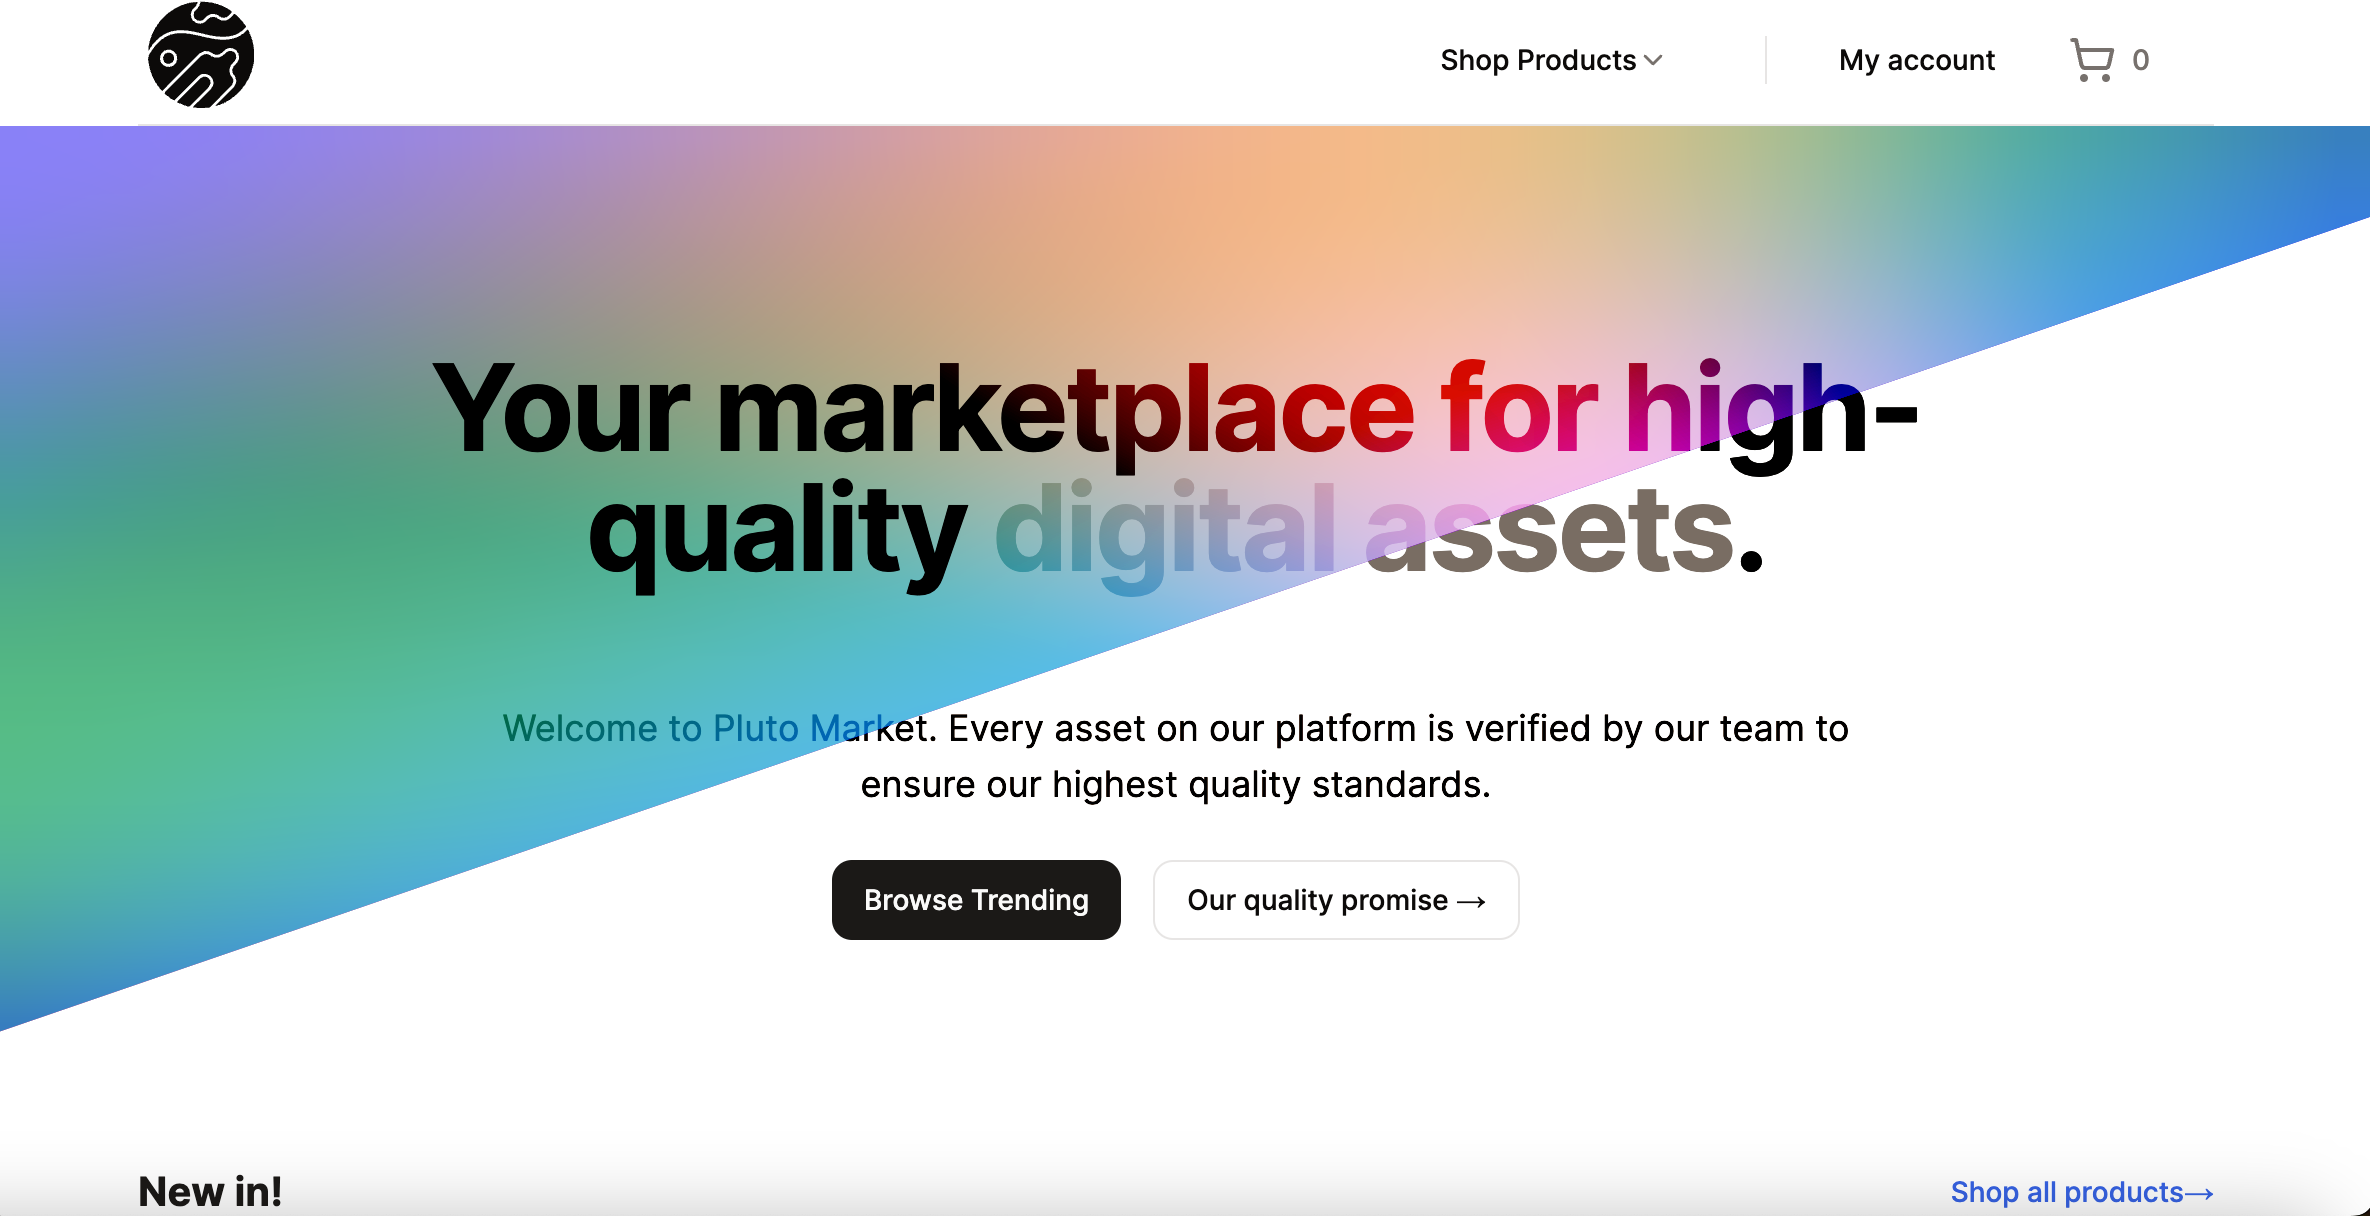 Shop Products
My account
0
Your marketplace for high-
quality digital assets.
Welcome to Pluto Market. Every asset on our platform is verified by our team to
ensure our highest quality standards.
Browse Trending
Our quality promise →
New in!
Shop all products→